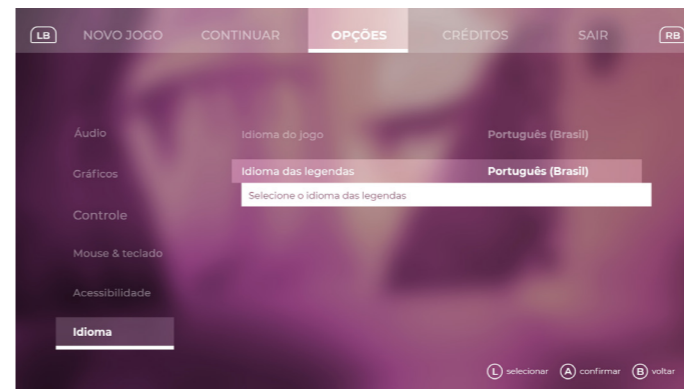 LB NOVO JOGO CONTINUAR OPÇÕES CRÉDITOS SAIR RB
Áudio
Idioma do jogo Português (Brasil)
Gráficos
Idioma das legendas Português (Brasil)
Selecione o idioma das legendas
Controle
Mouse & teclado
Acessibilidade
Idioma
L selecionar A confirmar B voltar